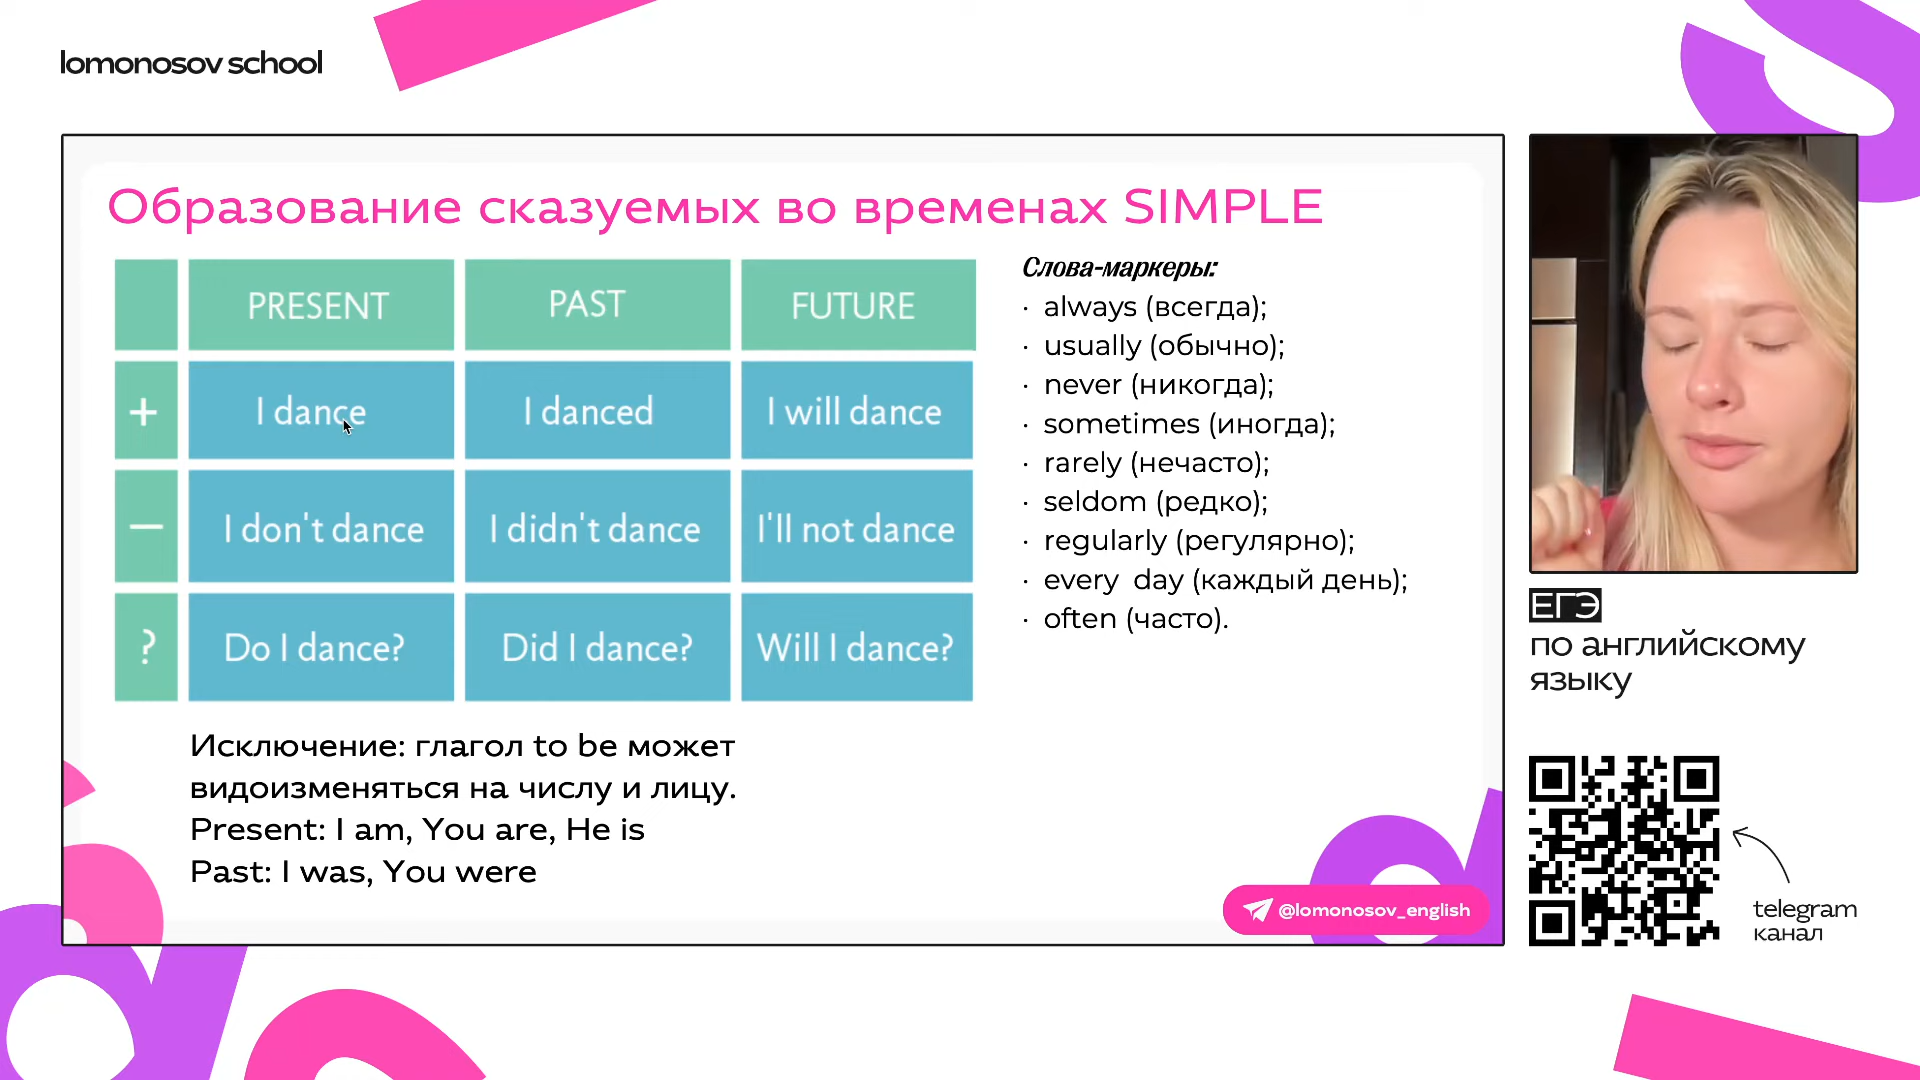 lomonosov school
Образование сказуемых во временах SIMPLE
PRESENT PAST FUTURE
+ I dance I danced I will dance
— I don't dance I didn't dance I'll not dance
? Do I dance? Did I dance? Will I dance?
Слова-маркеры:
· always (всегда);
· usually (обычно);
· never (никогда);
· sometimes (иногда);
· rarely (нечасто);
· seldom (редко);
· regularly (регулярно);
· every  day (каждый день);
· often (часто).
Исключение: глагол to be может
видоизменяться на числу и лицу.
Present: I am, You are, He is
Past: I was, You were
@lomonosov_english
ЕГЭ
по английскому
языку
telegram
канал